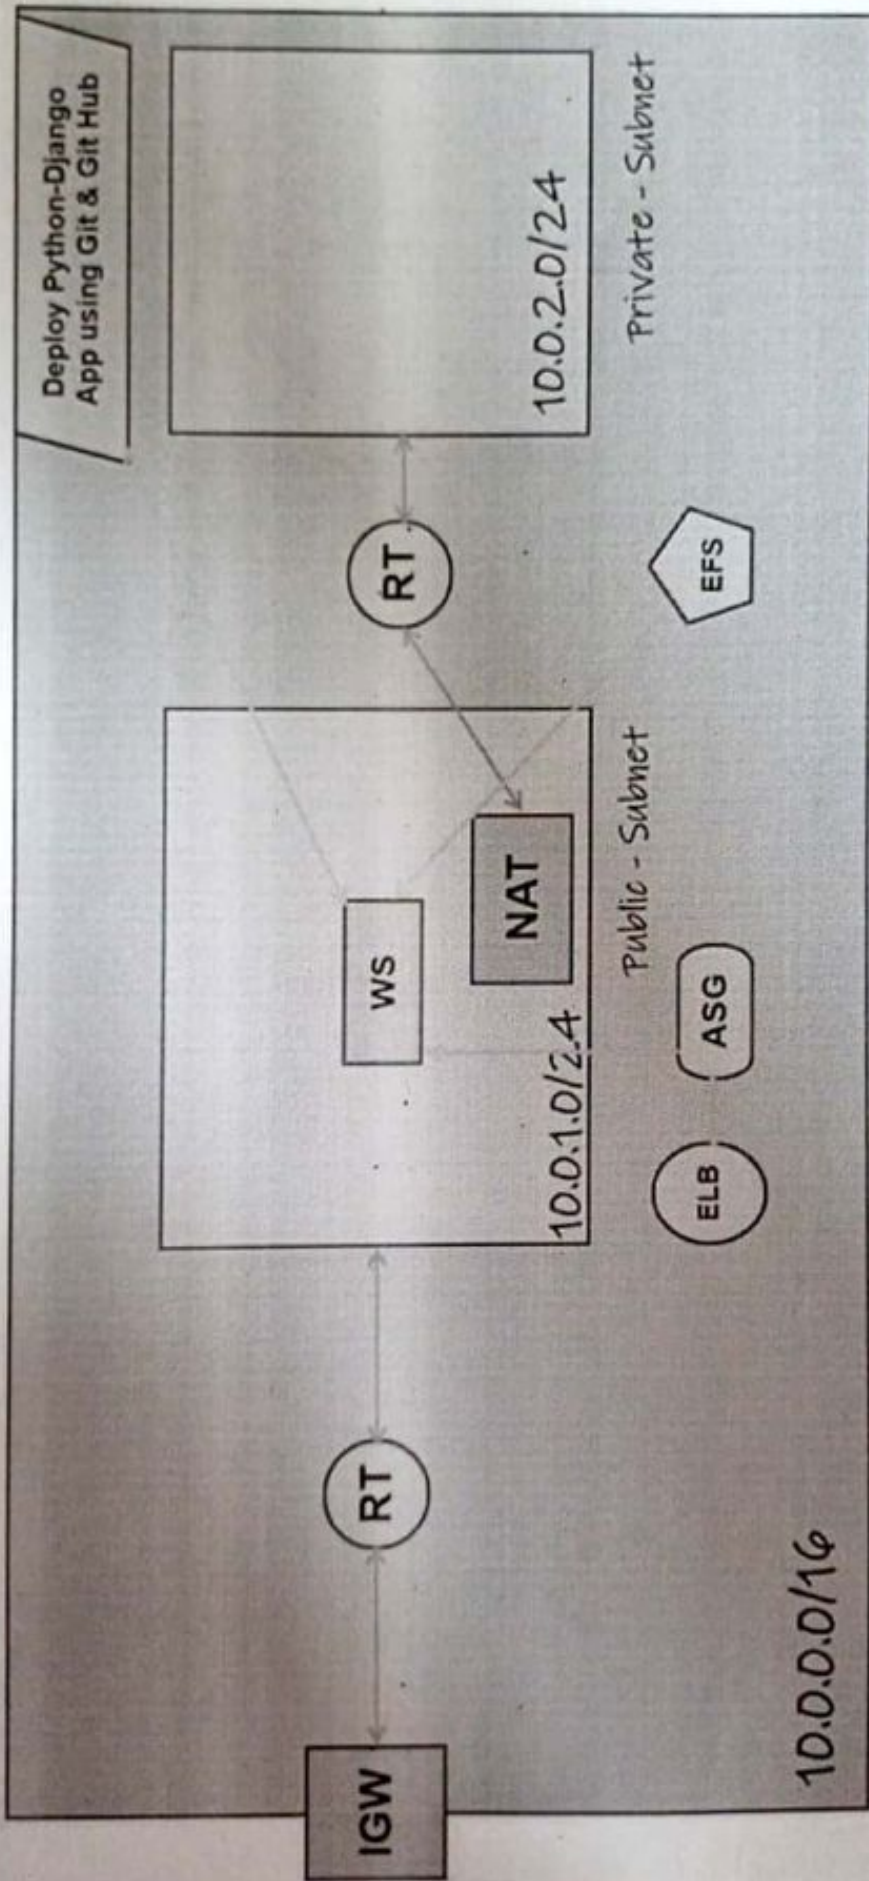 Deploy Python-Django
App using Git & Git Hub
IGW
RT
WS
NAT
10.0.1.0/24
RT
10.0.2.0/24
Public - Subnet
Private - Subnet
ELB
ASG
EFS
10.0.0.0/16